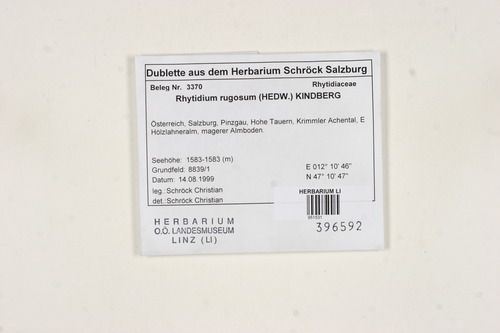 Dublette aus dem Herbarium Schröck Salzburg
Beleg Nr. 3370 Rhytidiaceae
Rhytidium rugosum (HEDW.) KINDBERG
Österreich, Salzburg, Pinzgau, Hohe Tauern, Krimmler Achental, E
Hölzlahneralm, magerer Almboden.
Seehöhe: 1583-1583 (m) E 012° 10' 46"
Grundfeld: 8839/1 N 47° 10' 47"
Datum: 14.08.1999
leg.:Schröck Christian
det.:Schröck Christian
HERBARIUM LI
HERBARIUM
O.Ö. LANDESMUSEUM
LINZ (LI)
396592